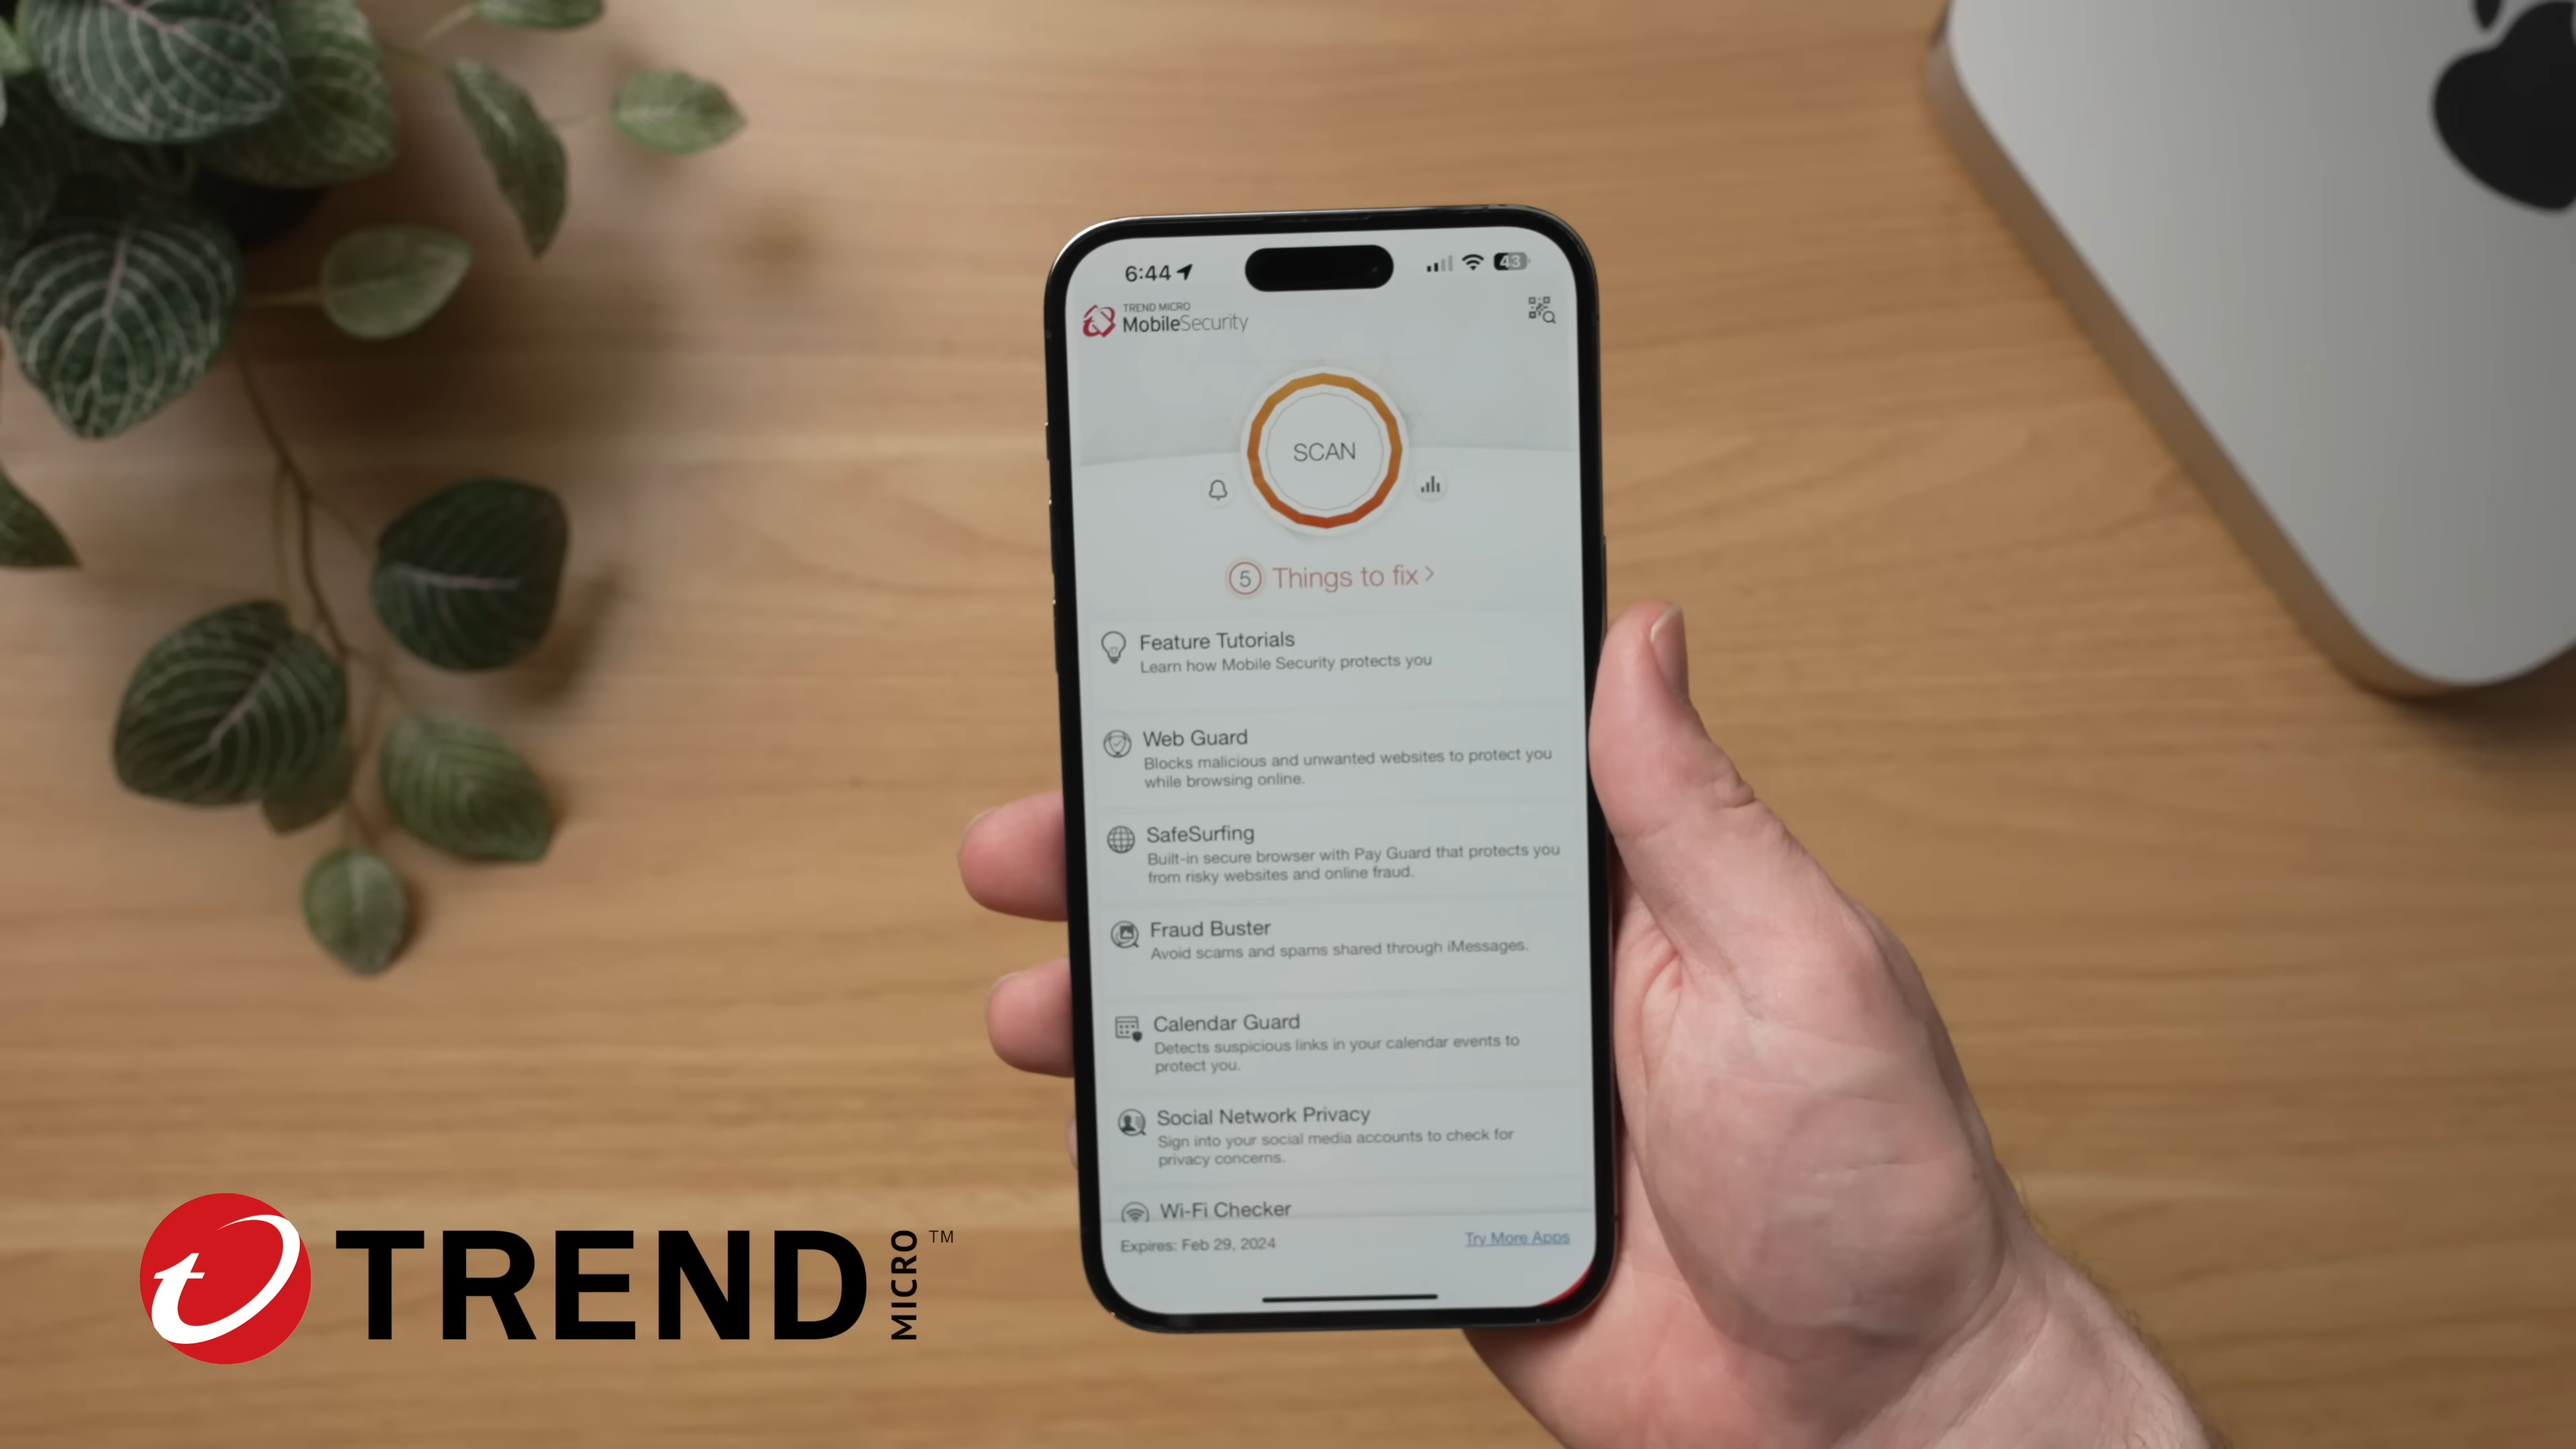 6:44
43
TREND MICRO
MobileSecurity
SCAN
5 Things to fix >
Feature Tutorials
Learn how Mobile Security protects you
Web Guard
Blocks malicious and unwanted websites to protect you
while browsing online.
SafeSurfing
Built-in secure browser with Pay Guard that protects you
from risky websites and online fraud.
Fraud Buster
Avoid scams and spams shared through iMessages.
Calendar Guard
Detects suspicious links in your calendar events to
protect you.
Social Network Privacy
Sign into your social media accounts to check for
privacy concerns.
Wi-Fi Checker
Expires: Feb 29, 2024
Try More Apps
TREND MICRO™